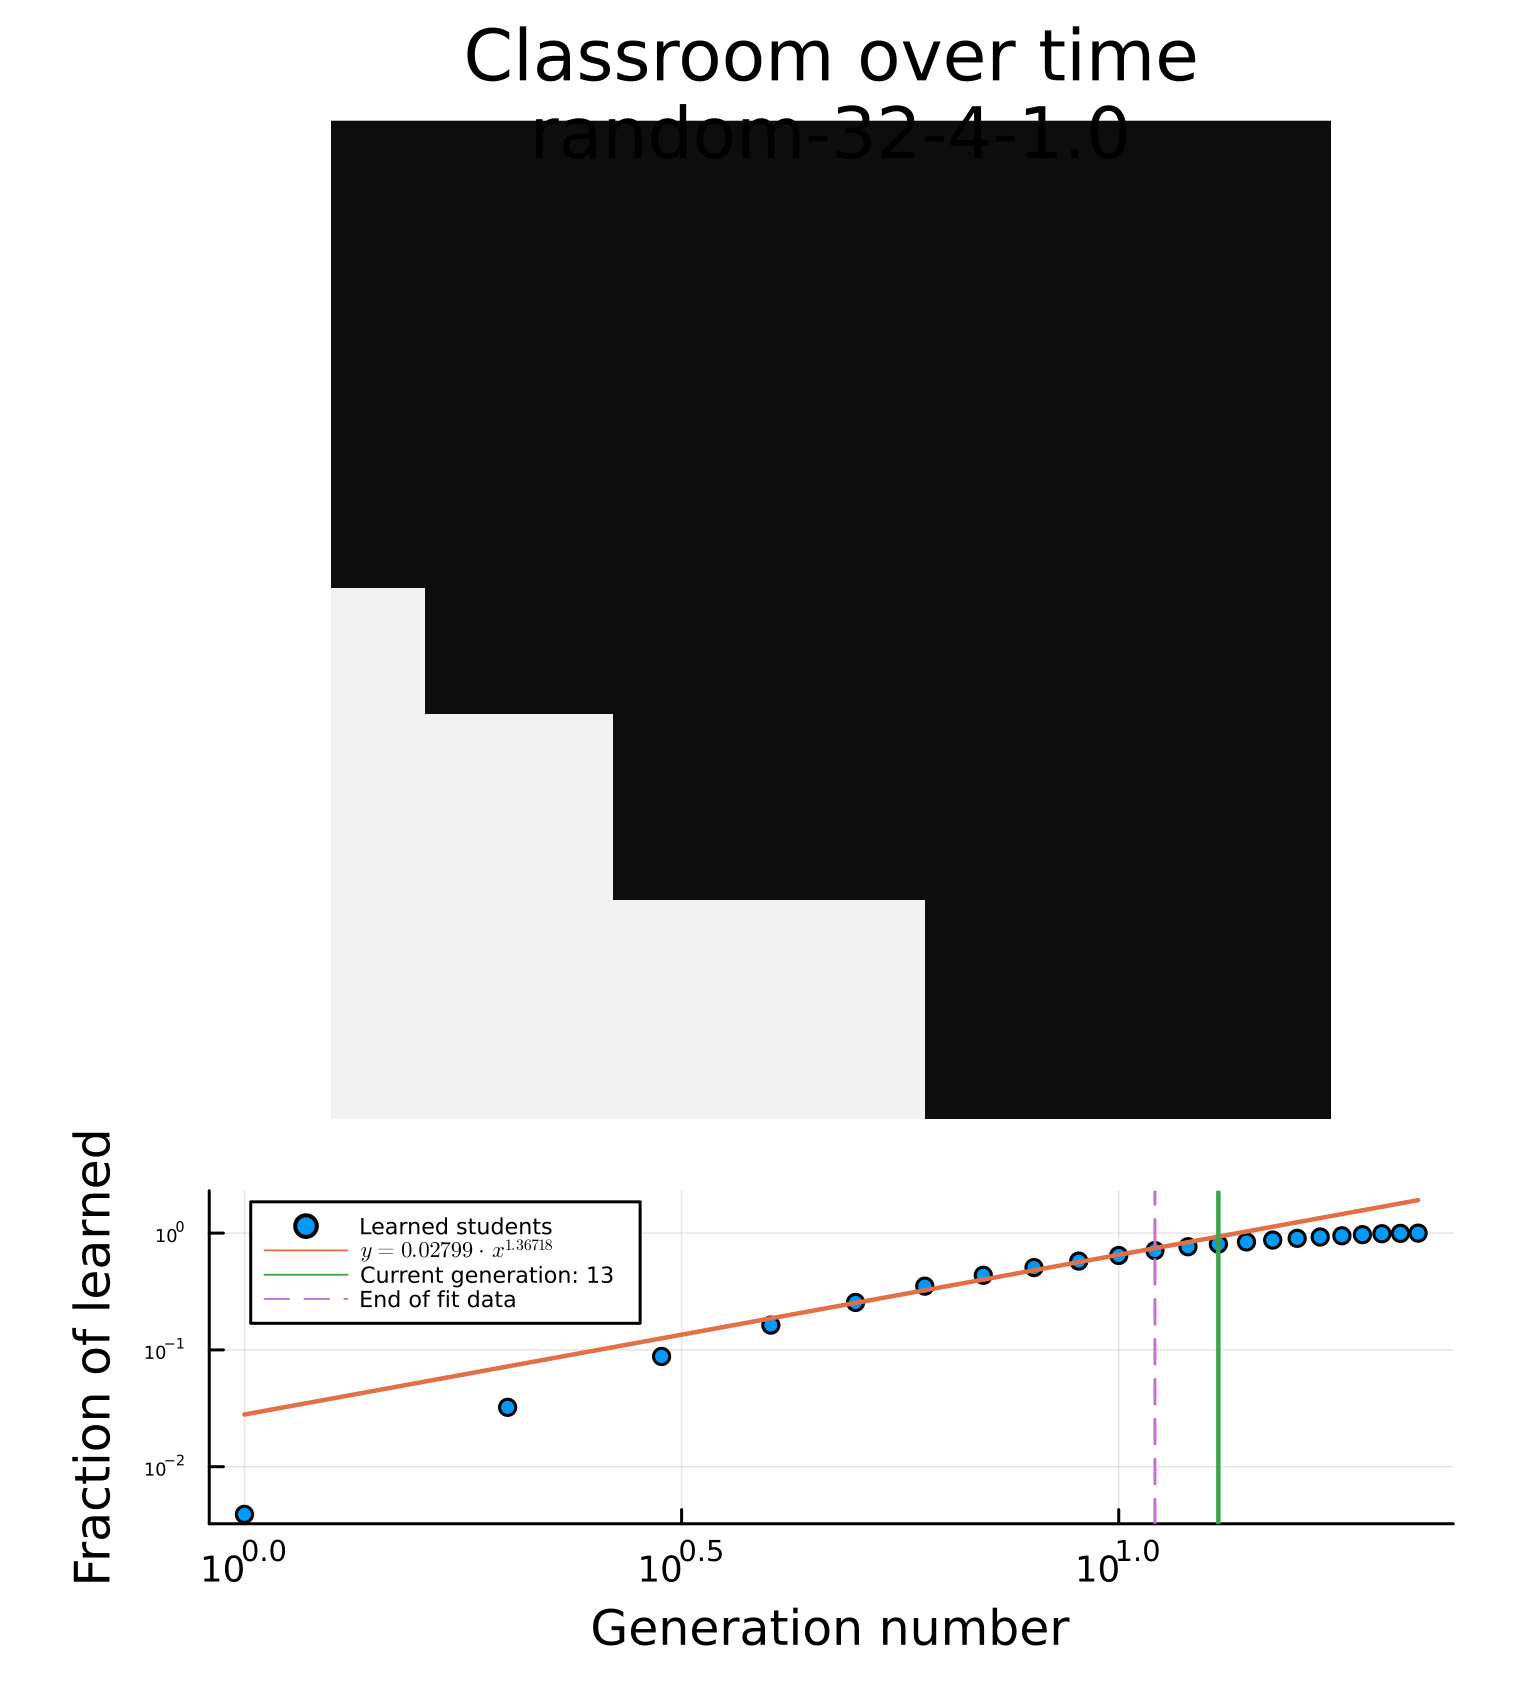 Classroom over time
random-32-4-1.0
Fraction of learned
10^0
10^−1
10^−2
Learned students
y = 0.02799 · x^1.36718
Current generation: 13
End of fit data
10^0.0
10^0.5
10^1.0
Generation number